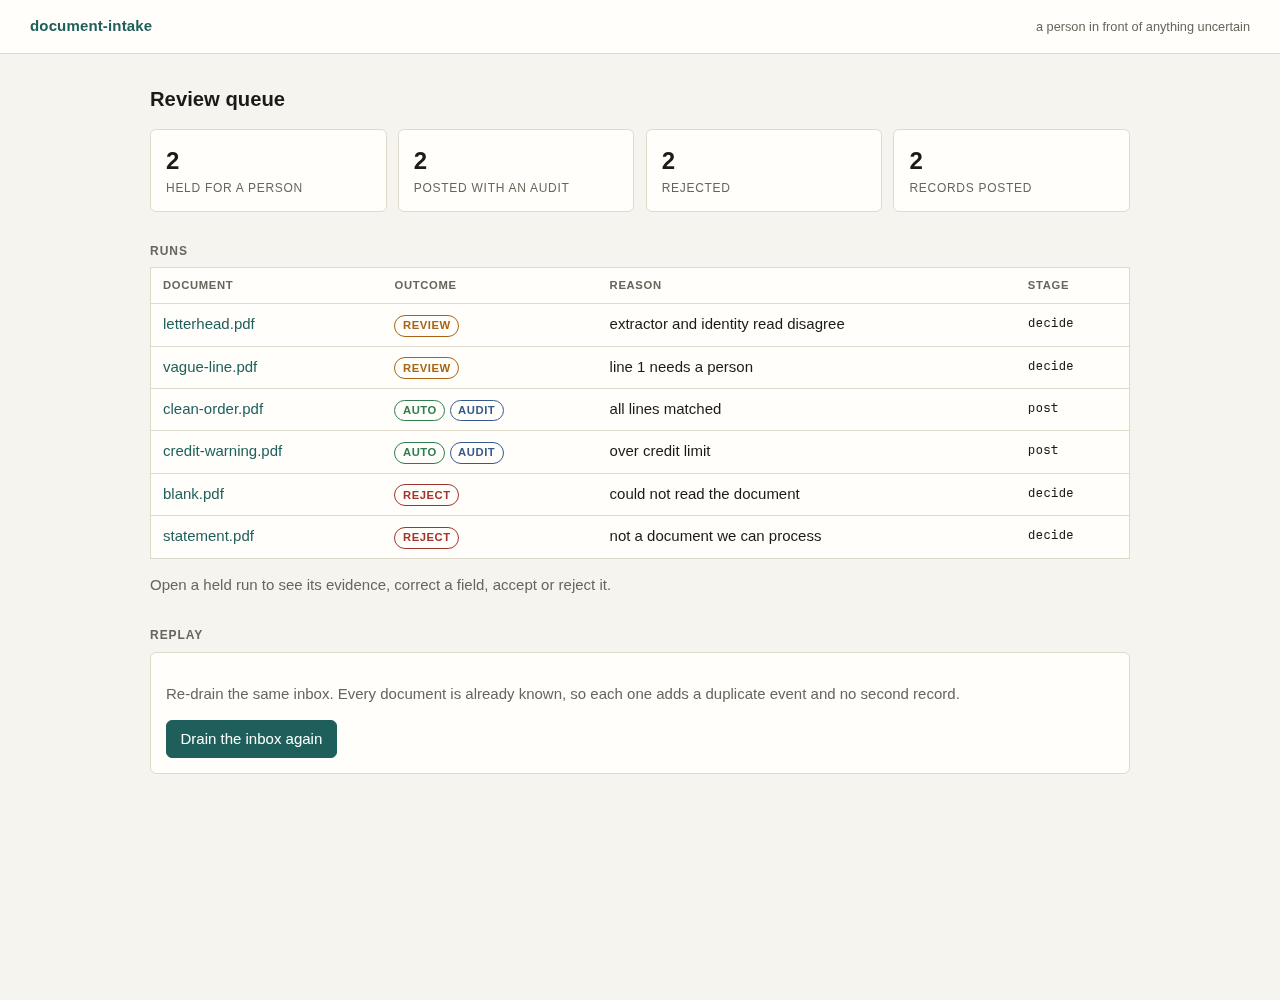 document-intake
a person in front of anything uncertain
Review queue
2
HELD FOR A PERSON
2
POSTED WITH AN AUDIT
2
REJECTED
2
RECORDS POSTED
RUNS
DOCUMENT OUTCOME REASON STAGE
letterhead.pdf REVIEW extractor and identity read disagree decide
vague-line.pdf REVIEW line 1 needs a person decide
clean-order.pdf AUTO AUDIT all lines matched post
credit-warning.pdf AUTO AUDIT over credit limit post
blank.pdf REJECT could not read the document decide
statement.pdf REJECT not a document we can process decide
Open a held run to see its evidence, correct a field, accept or reject it.
REPLAY
Re-drain the same inbox. Every document is already known, so each one adds a duplicate event and no second record.
Drain the inbox again